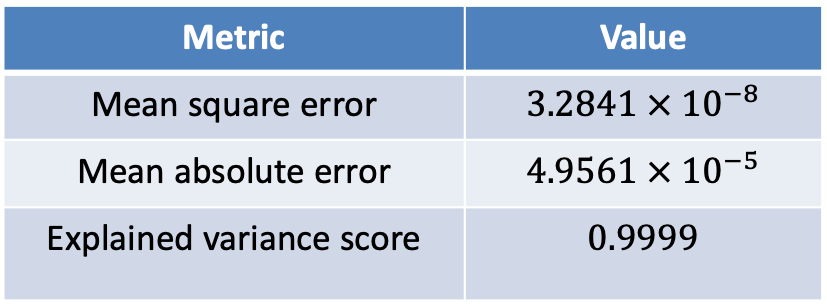 Metric Value
Mean square error 3.2841 × 10⁻⁸
Mean absolute error 4.9561 × 10⁻⁵
Explained variance score 0.9999